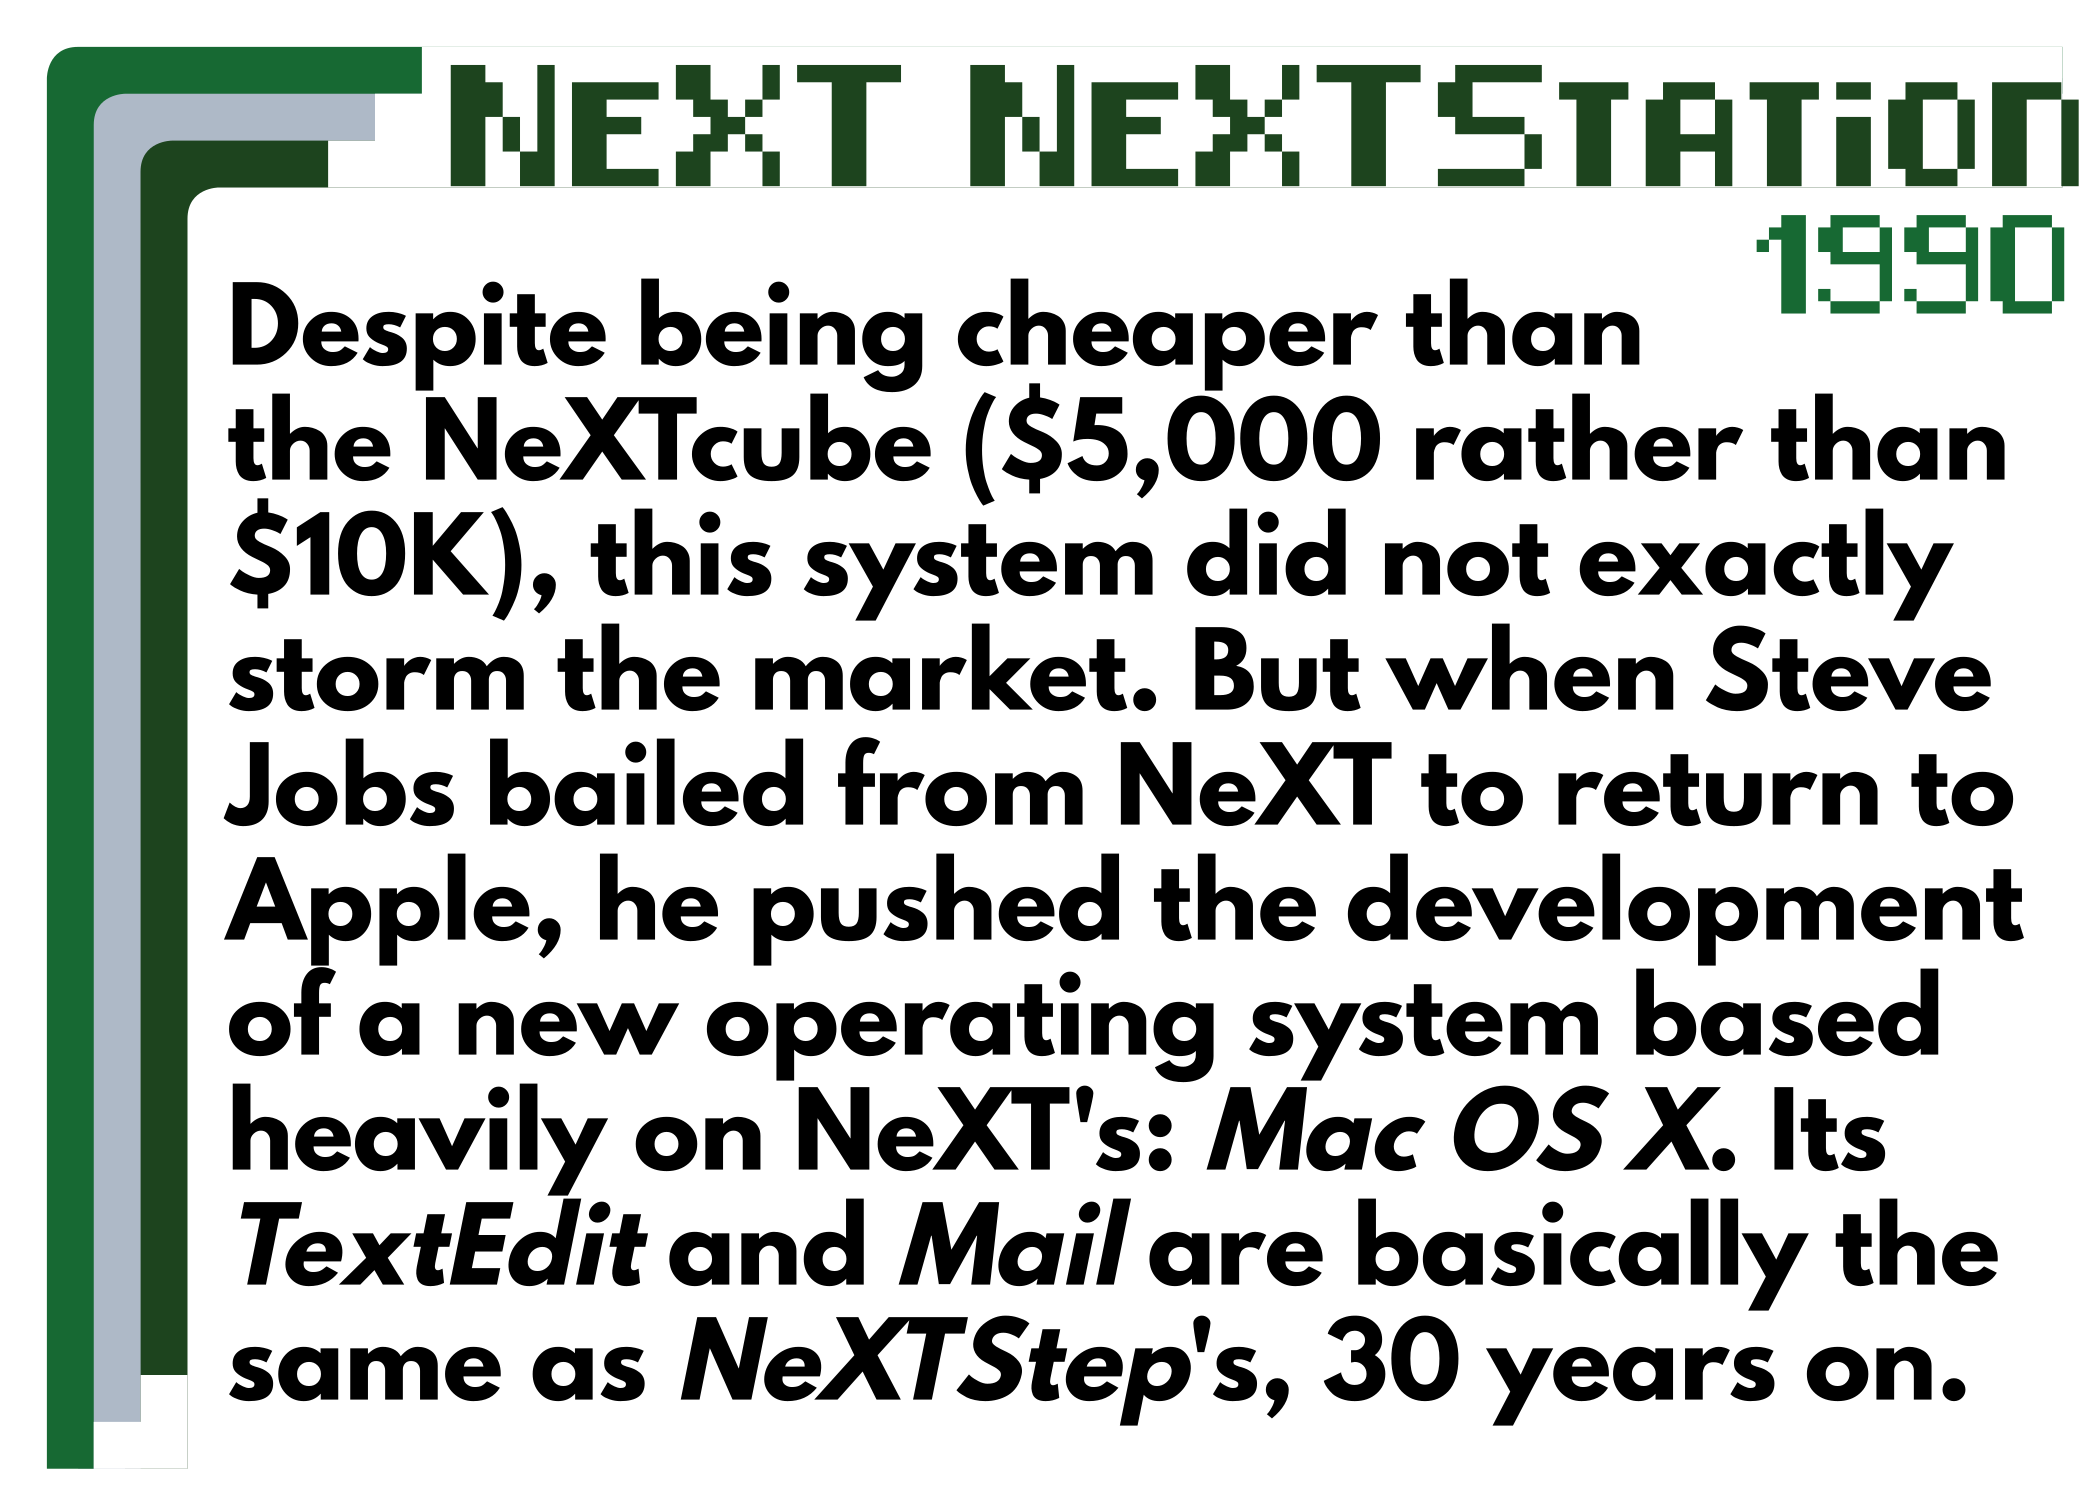 NeXT NeXTStation
1990
Despite being cheaper than
the NeXTcube ($5,000 rather than
$10K), this system did not exactly
storm the market. But when Steve
Jobs bailed from NeXT to return to
Apple, he pushed the development
of a new operating system based
heavily on NeXT's: Mac OS X. Its
TextEdit and Mail are basically the
same as NeXTStep's, 30 years on.